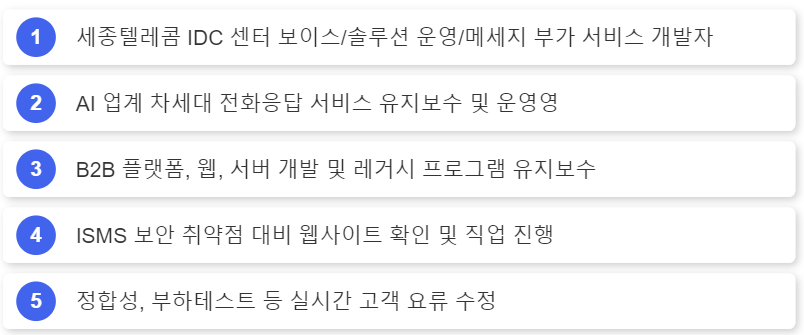 1 세종텔레콤 IDC 센터 보이스/솔루션 운영/메세지 부가 서비스 개발자
2 AI 업계 차세대 전화응답 서비스 유지보수 및 운영영
3 B2B 플랫폼, 웹, 서버 개발 및 레거시 프로그램 유지보수
4 ISMS 보안 취약점 대비 웹사이트 확인 및 직업 진행
5 정합성, 부하테스트 등 실시간 고객 요류 수정